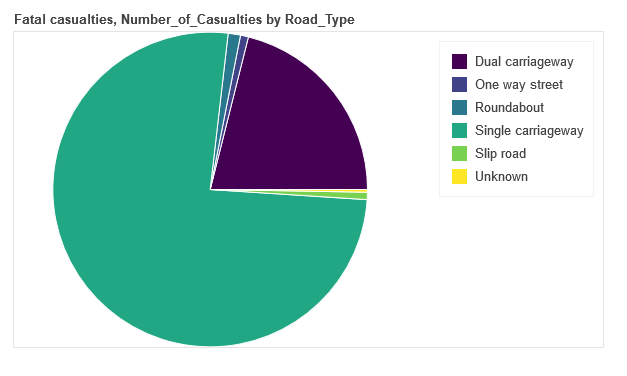 Fatal casualties, Number_of_Casualties by Road_Type
Dual carriageway
One way street
Roundabout
Single carriageway
Slip road
Unknown